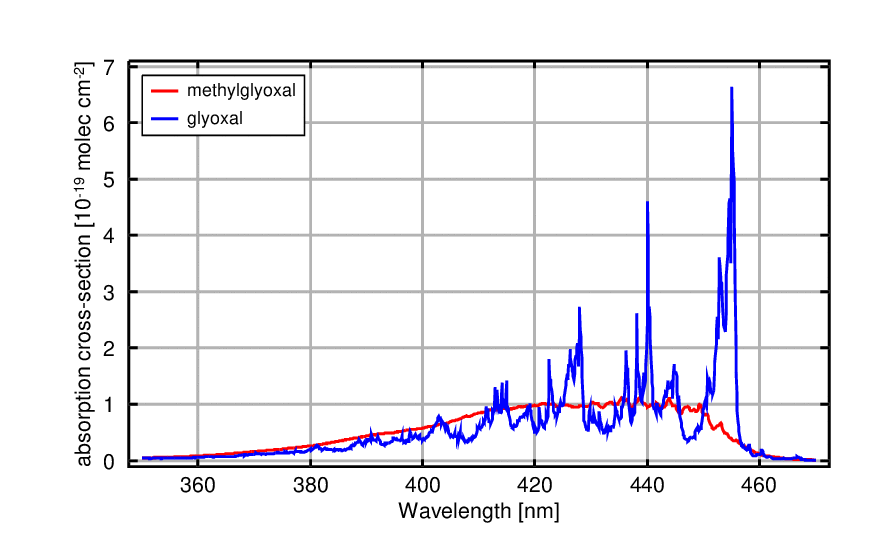 7
6
5
4
3
2
1
0
absorption cross-section [10-19 molec cm-2]
methylglyoxal
glyoxal
360 380 400 420 440 460
Wavelength [nm]